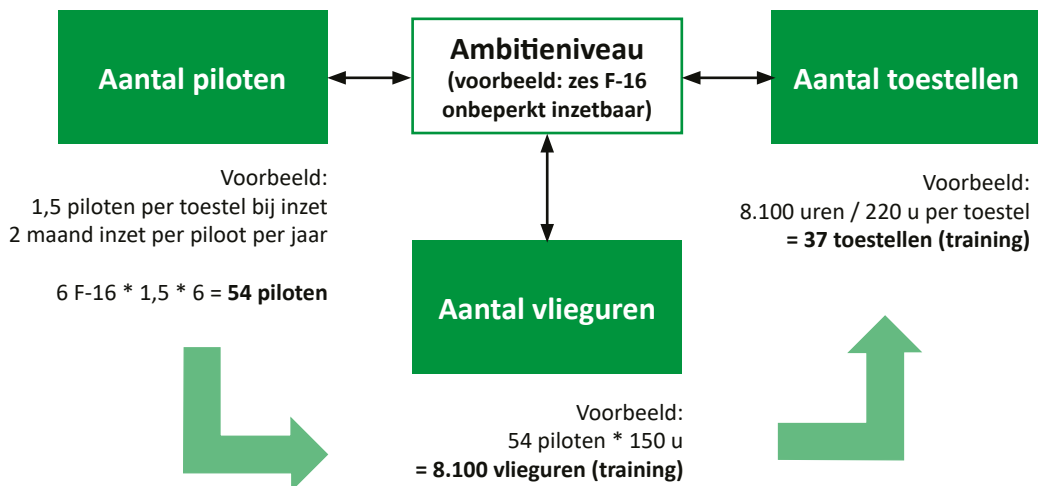 Aantal piloten
Ambitieniveau
(voorbeeld: zes F-16
onbeperkt inzetbaar)
Aantal toestellen
Voorbeeld:
1,5 piloten per toestel bij inzet
2 maand inzet per piloot per jaar
6 F-16 * 1,5 * 6 = 54 piloten
Aantal vlieguren
Voorbeeld:
54 piloten * 150 u
= 8.100 vlieguren (training)
Voorbeeld:
8.100 uren / 220 u per toestel
= 37 toestellen (training)